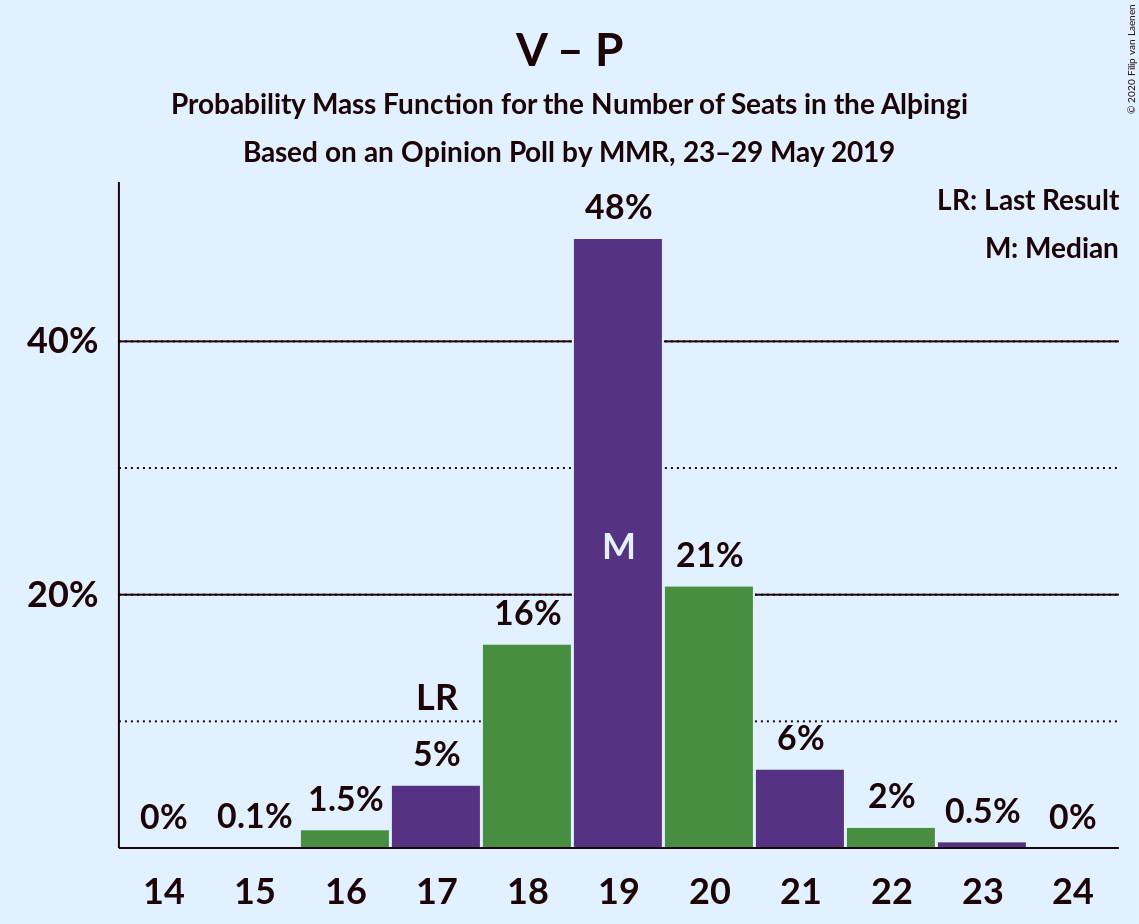 V – P
Probability Mass Function for the Number of Seats in the Alþingi
Based on an Opinion Poll by MMR, 23–29 May 2019
© 2020 Filip van Laenen
LR: Last Result
M: Median
48%
40%
M
21%
20%
16%
LR
6%
5%
2%
1.5%
0.5%
0%
0.1%
0%
14 15 16 17 18 19 20 21 22 23 24